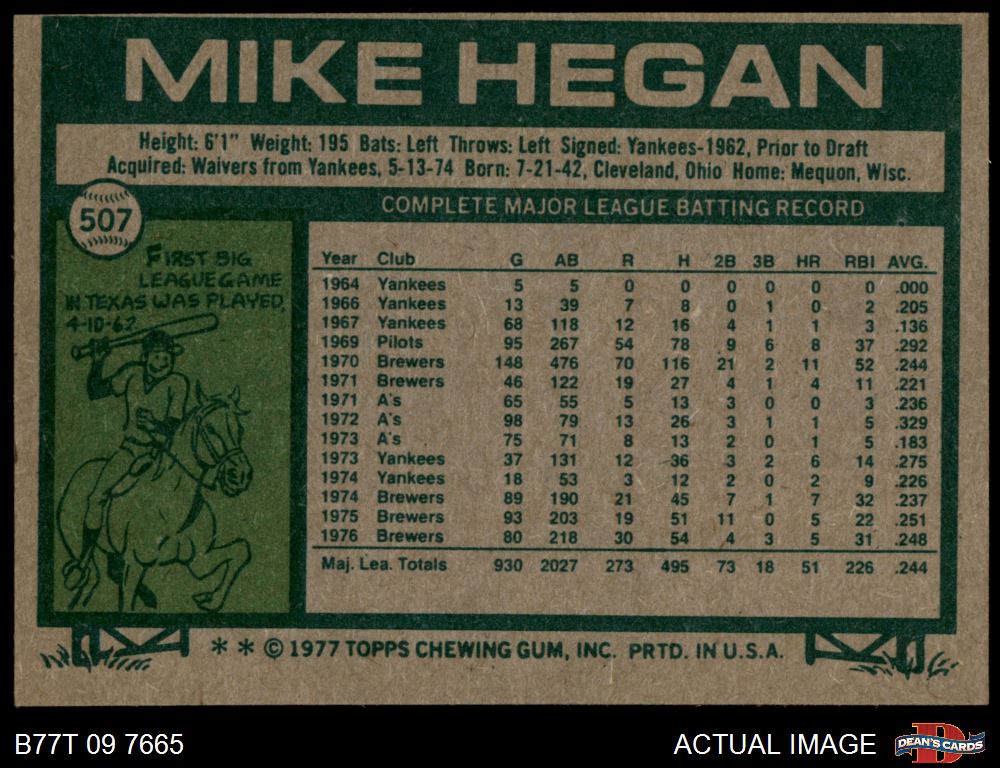 MIKE HEGAN
Height: 6'1" Weight: 195 Bats: Left Throws: Left Signed: Yankees-1962, Prior to Draft
Acquired: Waivers from Yankees, 5-13-74 Born: 7-21-42, Cleveland, Ohio Home: Mequon, Wisc.
507
COMPLETE MAJOR LEAGUE BATTING RECORD
FIRST BIG
LEAGUE GAME
IN TEXAS WAS PLAYED,
4-10-62
Year Club G AB R H 2B 3B HR RBI AVG.
1964 Yankees 5 5 0 0 0 0 0 0 .000
1966 Yankees 13 39 7 8 0 1 0 2 .205
1967 Yankees 68 118 12 16 4 1 1 3 .136
1969 Pilots 95 267 54 78 9 6 8 37 .292
1970 Brewers 148 476 70 116 21 2 11 52 .244
1971 Brewers 46 122 19 27 4 1 4 11 .221
1971 A's 65 55 5 13 3 0 0 3 .236
1972 A's 98 79 13 26 3 1 1 5 .329
1973 A's 75 71 8 13 2 0 1 5 .183
1973 Yankees 37 131 12 36 3 2 6 14 .275
1974 Yankees 18 53 3 12 2 0 2 9 .226
1974 Brewers 89 190 21 45 7 1 7 32 .237
1975 Brewers 93 203 19 51 11 0 5 22 .251
1976 Brewers 80 218 30 54 4 3 5 31 .248
Maj. Lea. Totals 930 2027 273 495 73 18 51 226 .244
* * © 1977 TOPPS CHEWING GUM, INC. PRTD. IN U.S.A.
B77T 09 7665
ACTUAL IMAGE
D
DEAN'S CARDS